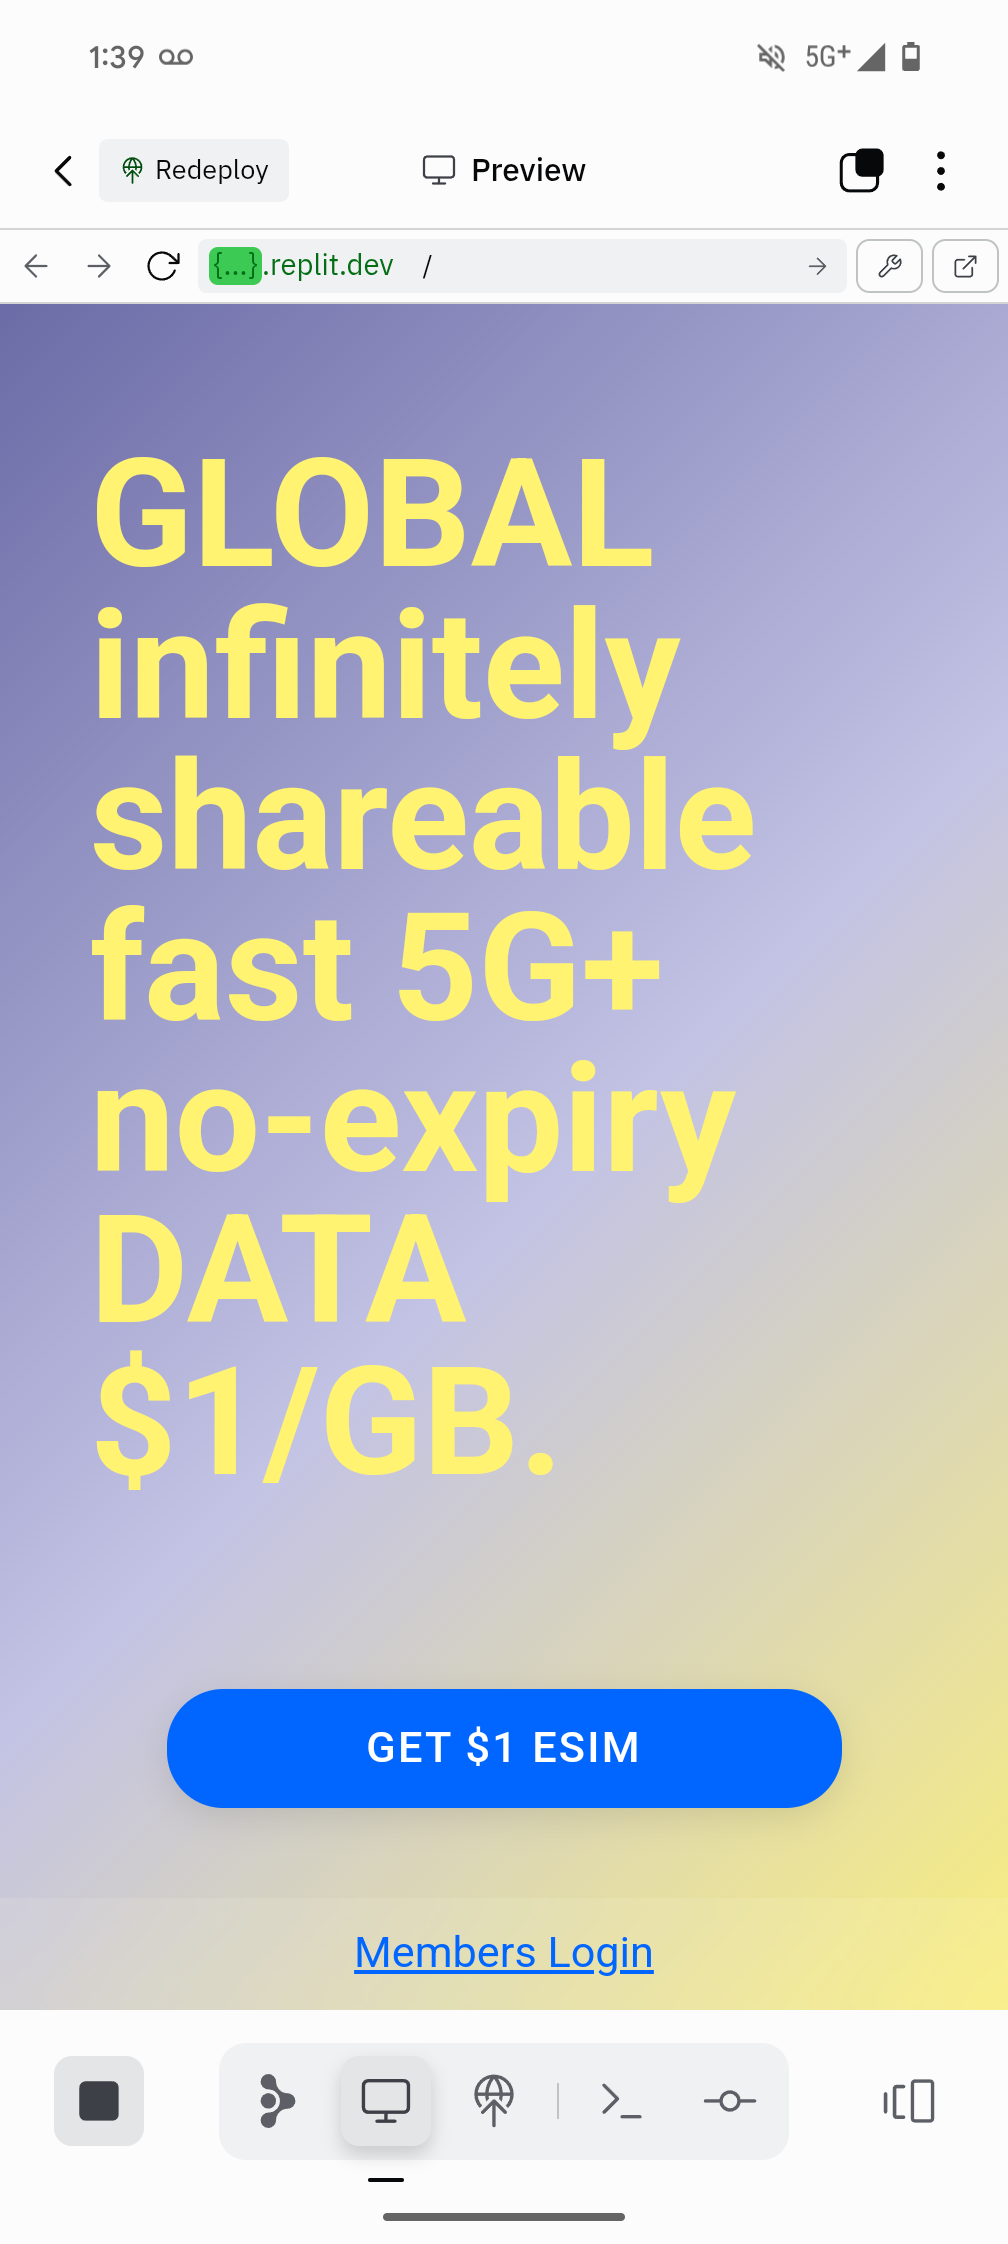 1:39
5G+
Redeploy
Preview
{...}.replit.dev /
GLOBAL
infinitely
shareable
fast 5G+
no-expiry
DATA
$1/GB.
GET $1 ESIM
Members Login